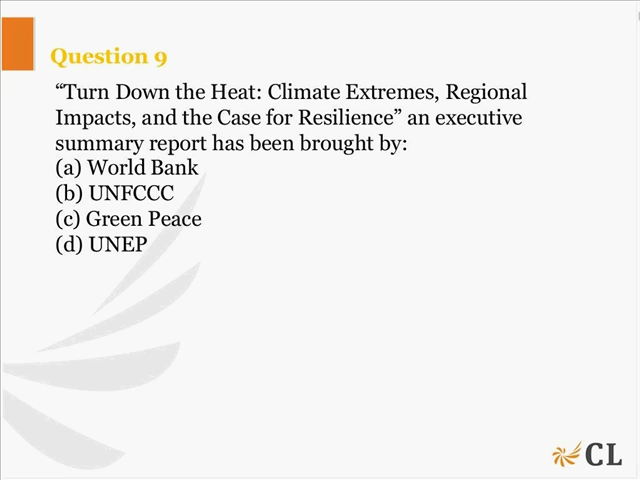 Question 9
“Turn Down the Heat: Climate Extremes, Regional
Impacts, and the Case for Resilience” an executive
summary report has been brought by:
(a) World Bank
(b) UNFCCC
(c) Green Peace
(d) UNEP
CL